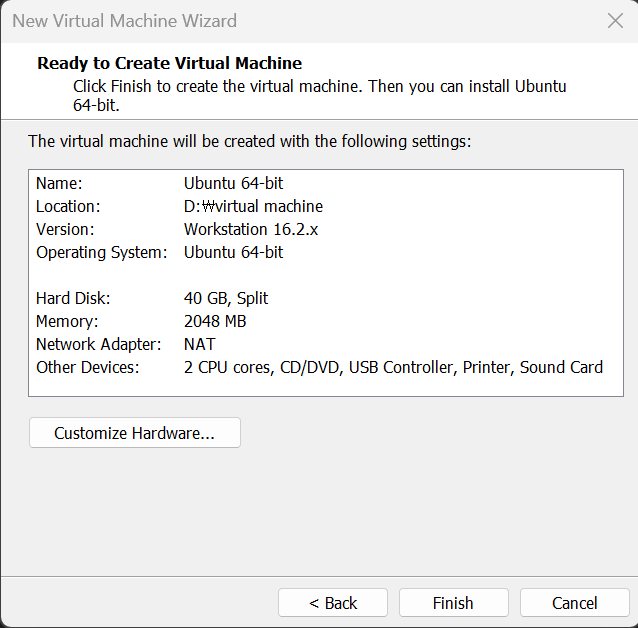 New Virtual Machine Wizard
Ready to Create Virtual Machine
Click Finish to create the virtual machine. Then you can install Ubuntu
64-bit.
The virtual machine will be created with the following settings:
Name: Ubuntu 64-bit
Location: D:₩virtual machine
Version: Workstation 16.2.x
Operating System: Ubuntu 64-bit
Hard Disk: 40 GB, Split
Memory: 2048 MB
Network Adapter: NAT
Other Devices: 2 CPU cores, CD/DVD, USB Controller, Printer, Sound Card
Customize Hardware...
< Back Finish Cancel